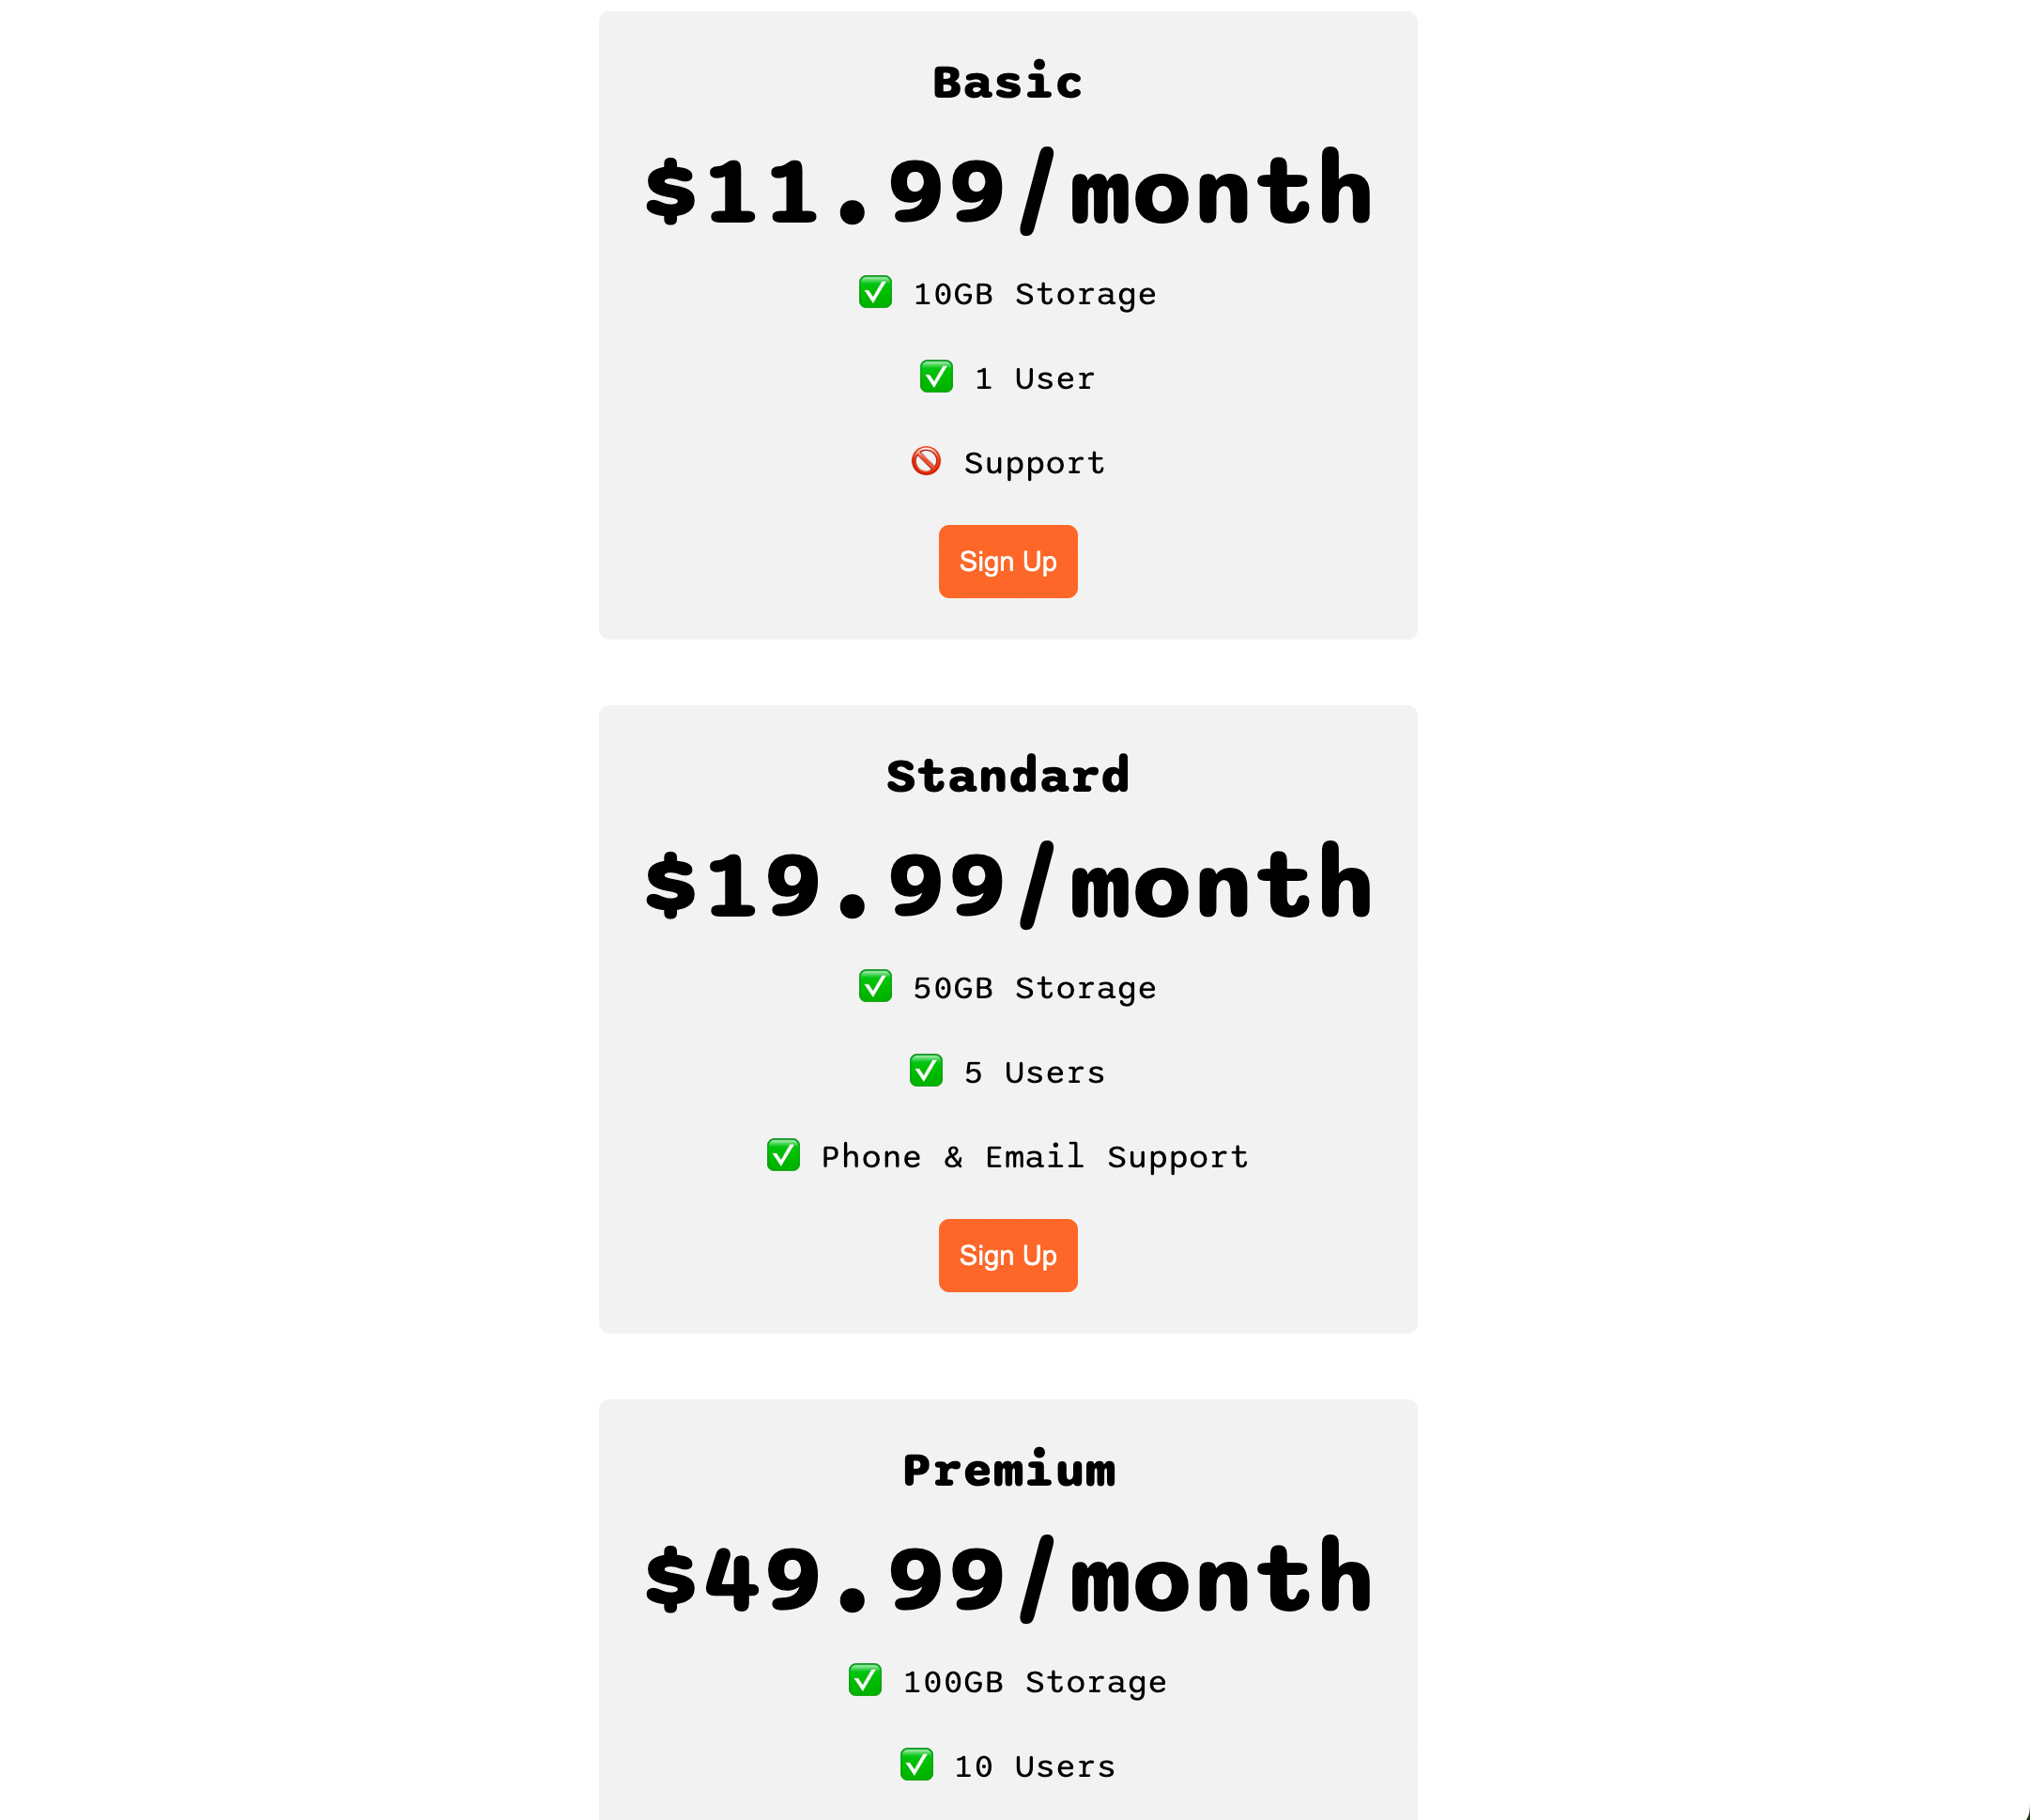 Basic
$11.99/month
✅ 10GB Storage
✅ 1 User
🚫 Support
Sign Up
Standard
$19.99/month
✅ 50GB Storage
✅ 5 Users
✅ Phone & Email Support
Sign Up
Premium
$49.99/month
✅ 100GB Storage
✅ 10 Users